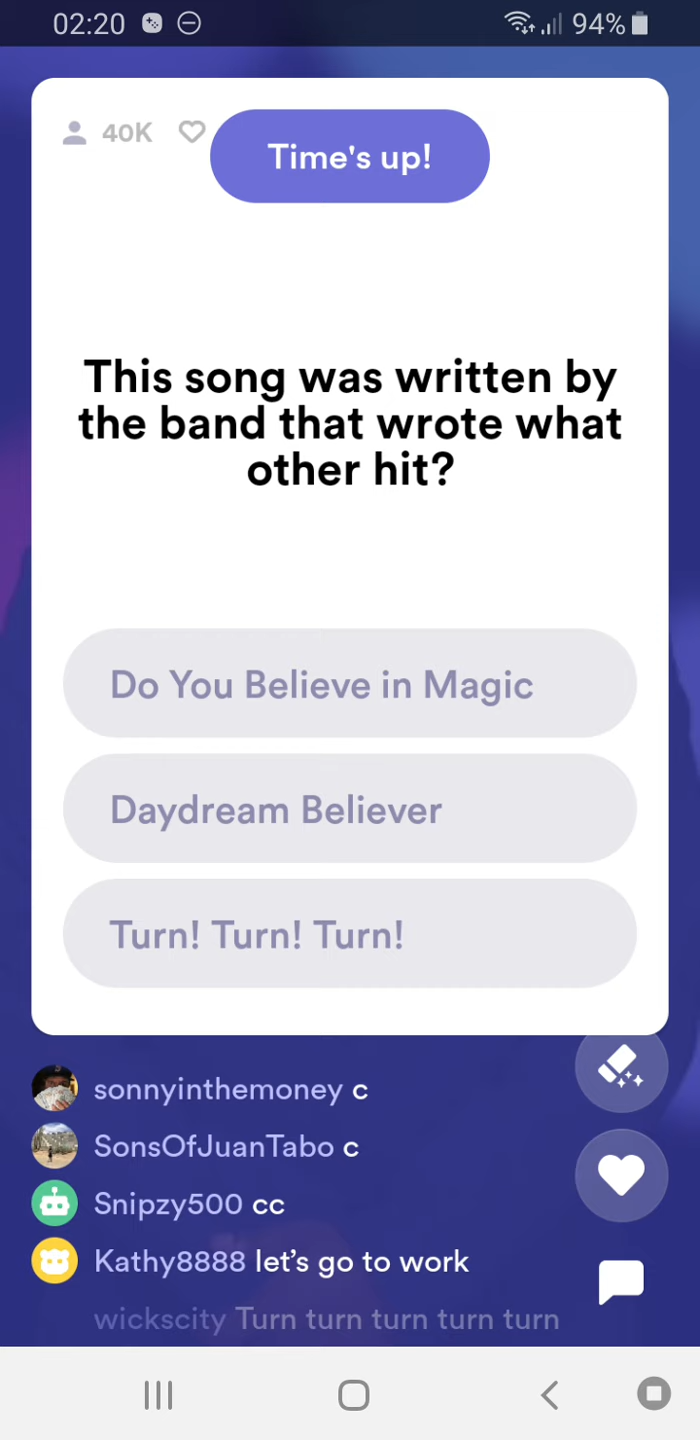 02:20 94%
40K
Time's up!
This song was written by
the band that wrote what
other hit?
Do You Believe in Magic
Daydream Believer
Turn! Turn! Turn!
sonnyinthemoney c
SonsOfJuanTabo c
Snipzy500 cc
Kathy8888 let’s go to work
wickscity Turn turn turn turn turn